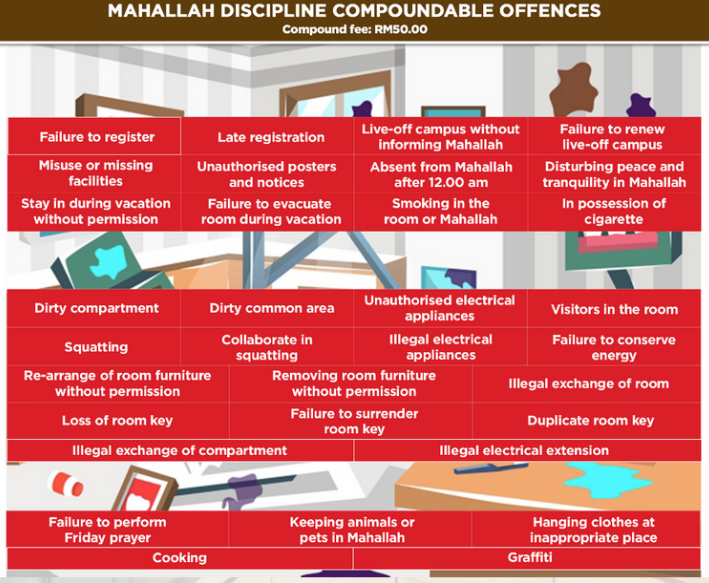 MAHALLAH DISCIPLINE COMPOUNDABLE OFFENCES
Compound fee: RM50.00
Failure to register
Late registration
Live-off campus without
informing Mahallah
Failure to renew
live-off campus
Misuse or missing
facilities
Unauthorised posters
and notices
Absent from Mahallah
after 12.00 am
Disturbing peace and
tranquility in Mahallah
Stay in during vacation
without permission
Failure to evacuate
room during vacation
Smoking in the
room or Mahallah
In possession of
cigarette
Dirty compartment
Dirty common area
Unauthorised electrical
appliances
Visitors in the room
Squatting
Collaborate in
squatting
Illegal electrical
appliances
Failure to conserve
energy
Re-arrange of room furniture
without permission
Removing room furniture
without permission
Illegal exchange of room
Loss of room key
Failure to surrender
room key
Duplicate room key
Illegal exchange of compartment
Illegal electrical extension
Failure to perform
Friday prayer
Keeping animals or
pets in Mahallah
Hanging clothes at
inappropriate place
Cooking
Graffiti